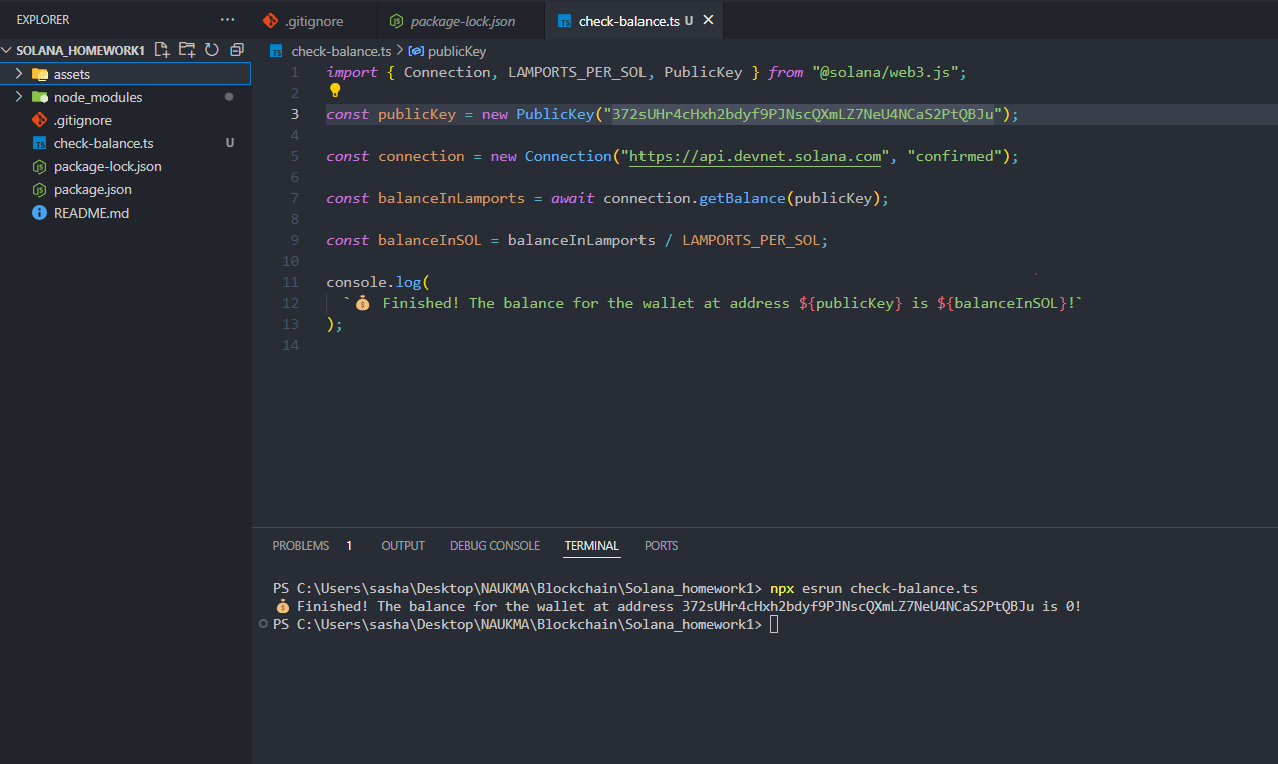 EXPLORER
.gitignore
package-lock.json
check-balance.ts U
SOLANA_HOMEWORK1
check-balance.ts > publicKey
assets
node_modules
.gitignore
check-balance.ts U
package-lock.json
package.json
README.md
1 import { Connection, LAMPORTS_PER_SOL, PublicKey } from "@solana/web3.js";
2
3 const publicKey = new PublicKey("372sUHr4cHxh2bdyf9PJNscQXmLZ7NeU4NCaS2PtQBJu");
4
5 const connection = new Connection("https://api.devnet.solana.com", "confirmed");
6
7 const balanceInLamports = await connection.getBalance(publicKey);
8
9 const balanceInSOL = balanceInLamports / LAMPORTS_PER_SOL;
10
11 console.log(
12 `💰 Finished! The balance for the wallet at address ${publicKey} is ${balanceInSOL}!`
13 );
14
PROBLEMS 1 OUTPUT DEBUG CONSOLE TERMINAL PORTS
PS C:\Users\sasha\Desktop\NAUKMA\Blockchain\Solana_homework1> npx esrun check-balance.ts
💰 Finished! The balance for the wallet at address 372sUHr4cHxh2bdyf9PJNscQXmLZ7NeU4NCaS2PtQBJu is 0!
PS C:\Users\sasha\Desktop\NAUKMA\Blockchain\Solana_homework1>